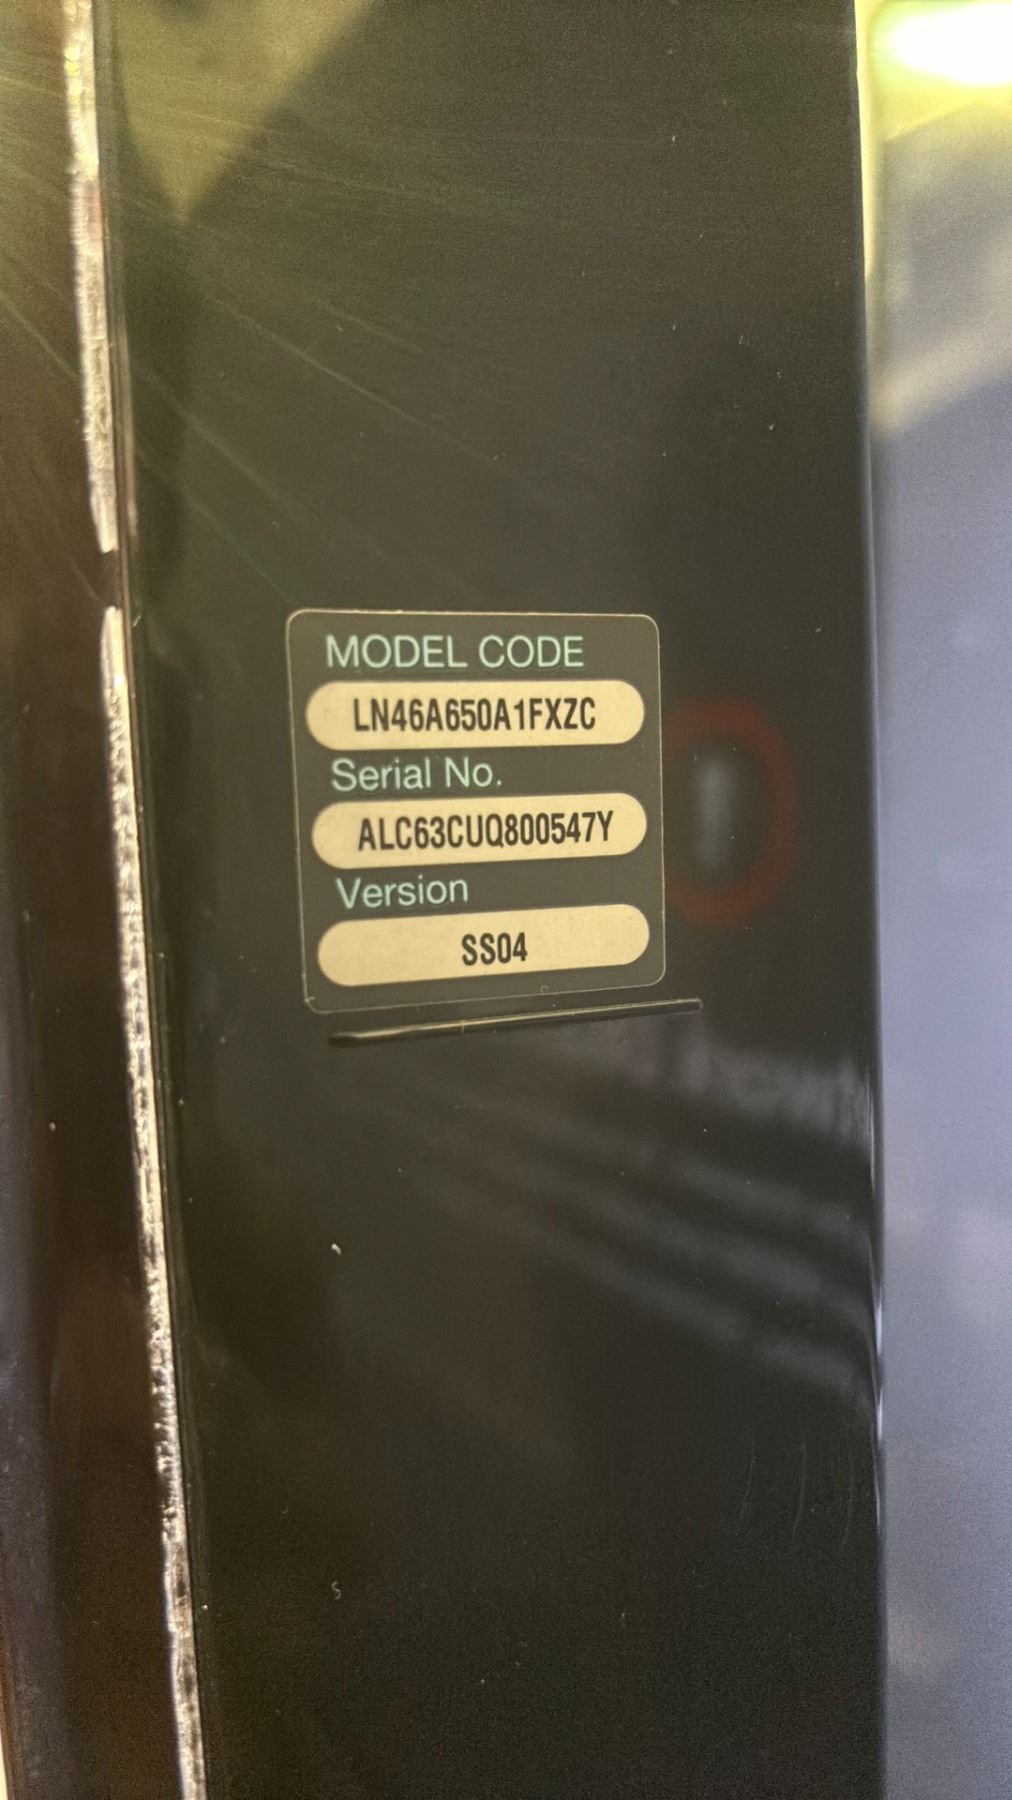 MODEL CODE
LN46A650A1FXZC
Serial No.
ALC63CUQ800547Y
Version
SS04